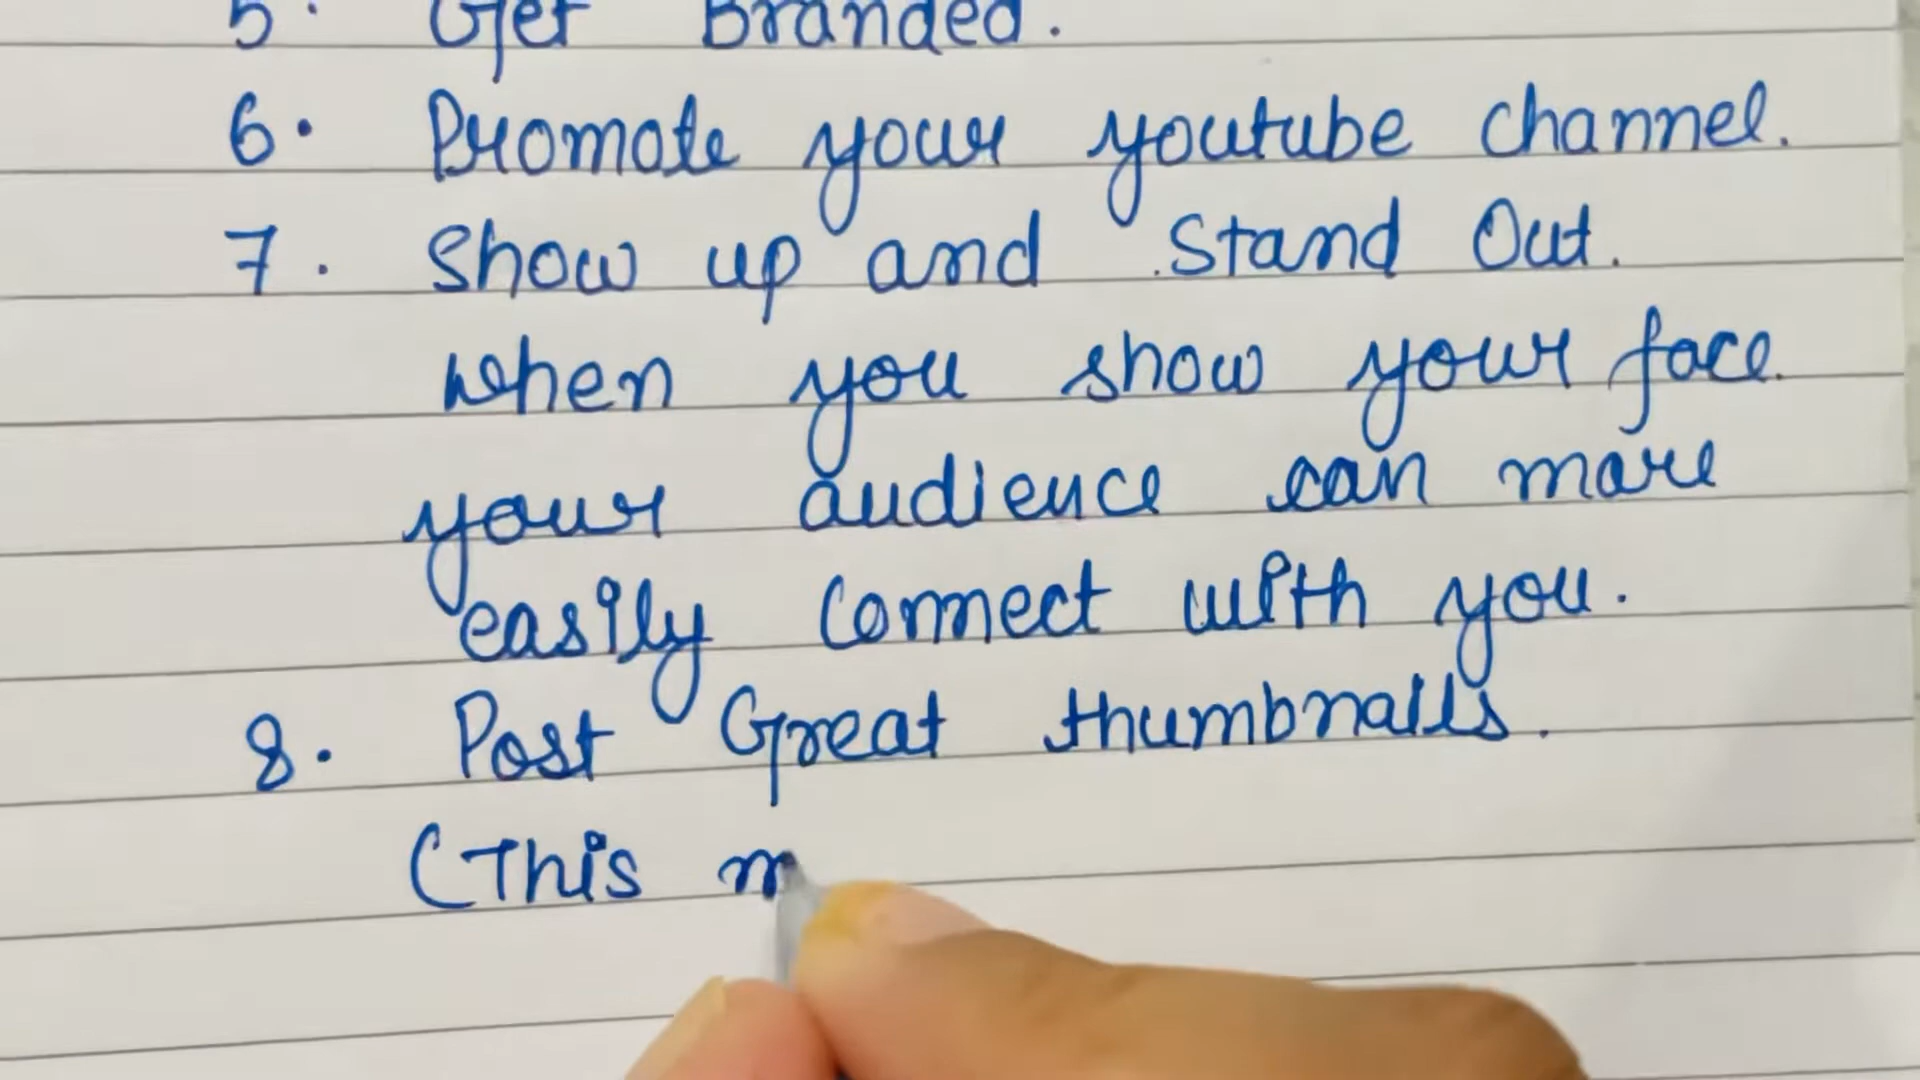 5. Get Branded.
6. Promote your youtube channel.
7. Show up and Stand Out.
when you show your face
your audience can more
easily connect with you.
8. Post Great thumbnails.
(This m